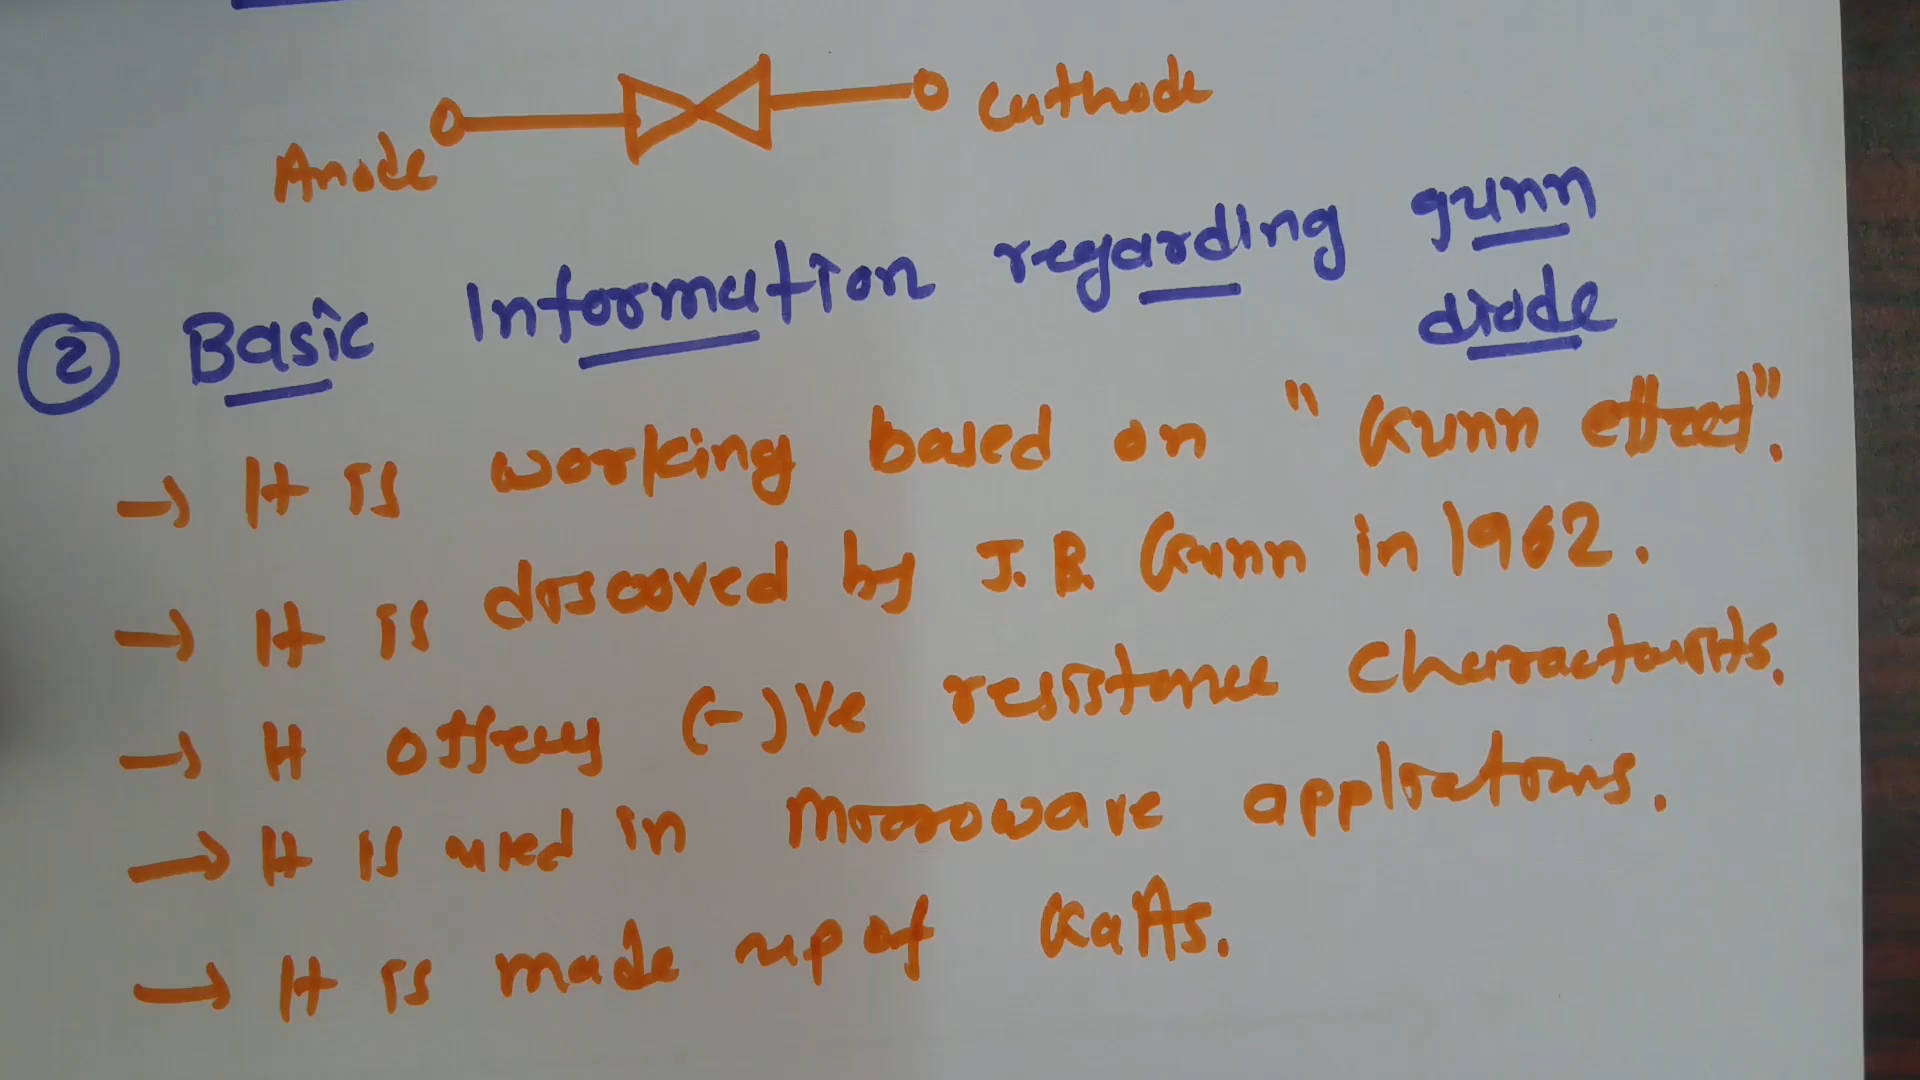 Anode
Cathode
② Basic Information regarding gunn
diode
→ It is working based on "Gunn effect".
→ It is discoverd by J. B. Gunn in 1962.
→ It offers (-)ve resistance characteristics.
→ It is used in microwave applications.
→ It is made up of GaAs.